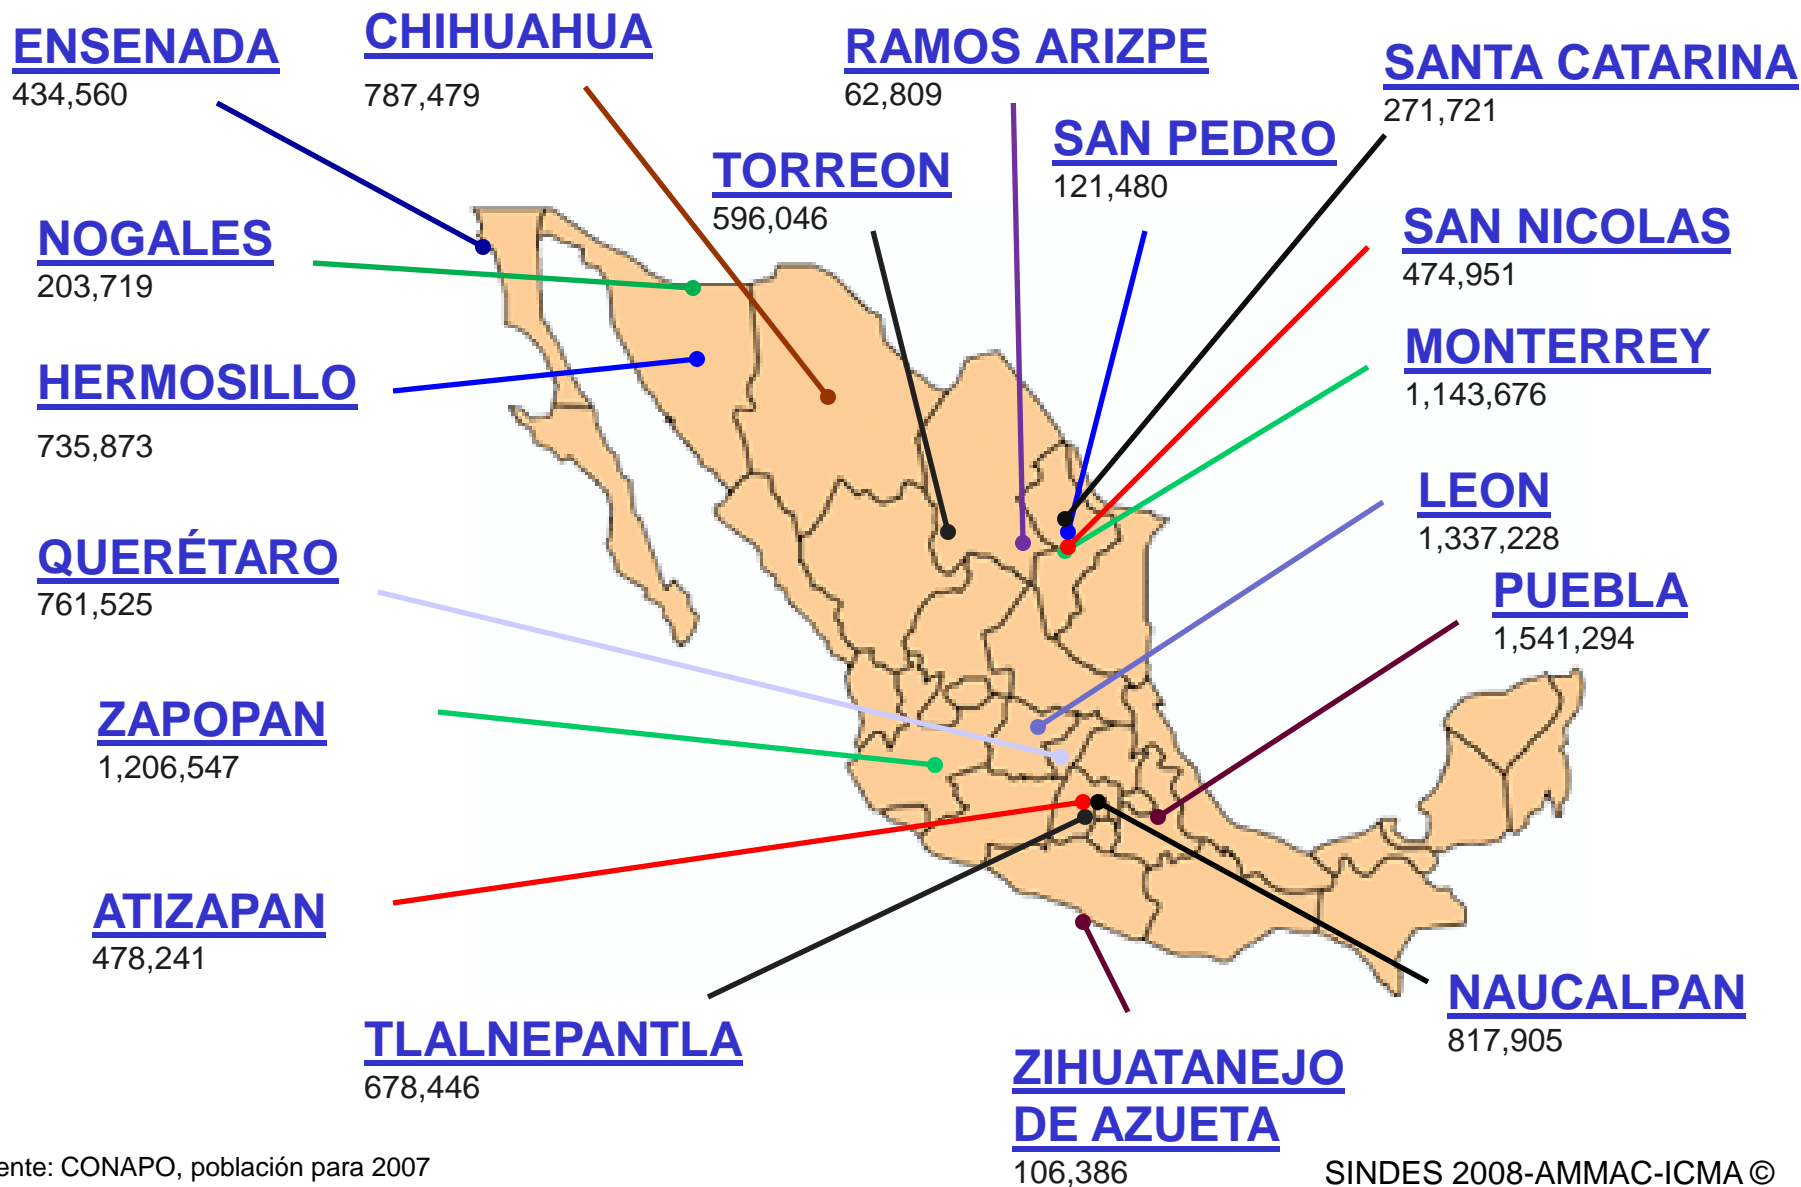 ENSENADA
434,560
CHIHUAHUA
787,479
RAMOS ARIZPE
62,809
SANTA CATARINA
271,721
SAN PEDRO
121,480
TORREON
596,046
NOGALES
203,719
SAN NICOLAS
474,951
HERMOSILLO
735,873
MONTERREY
1,143,676
LEON
1,337,228
QUERÉTARO
761,525
PUEBLA
1,541,294
ZAPOPAN
1,206,547
ATIZAPAN
478,241
NAUCALPAN
817,905
TLALNEPANTLA
678,446
ZIHUATANEJO
DE AZUETA
106,386
ente: CONAPO, población para 2007
SINDES 2008-AMMAC-ICMA ©